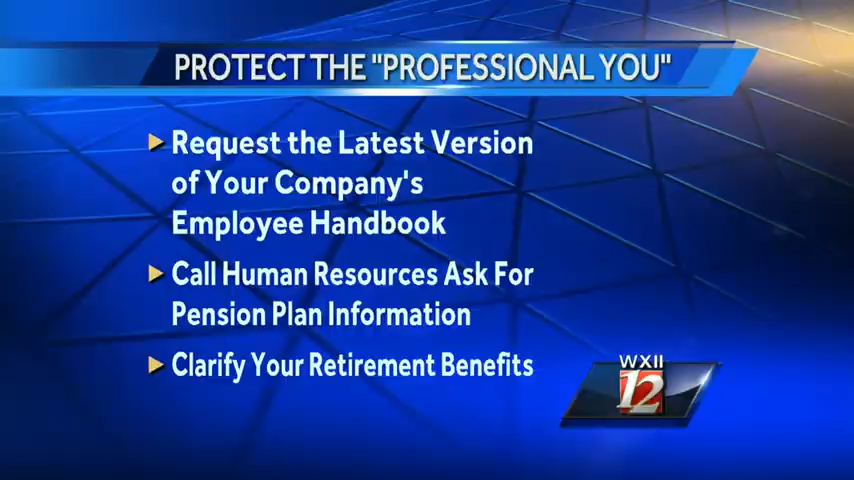 PROTECT THE "PROFESSIONAL YOU"
Request the Latest Version
of Your Company's
Employee Handbook
Call Human Resources Ask For
Pension Plan Information
Clarify Your Retirement Benefits
WXII
12